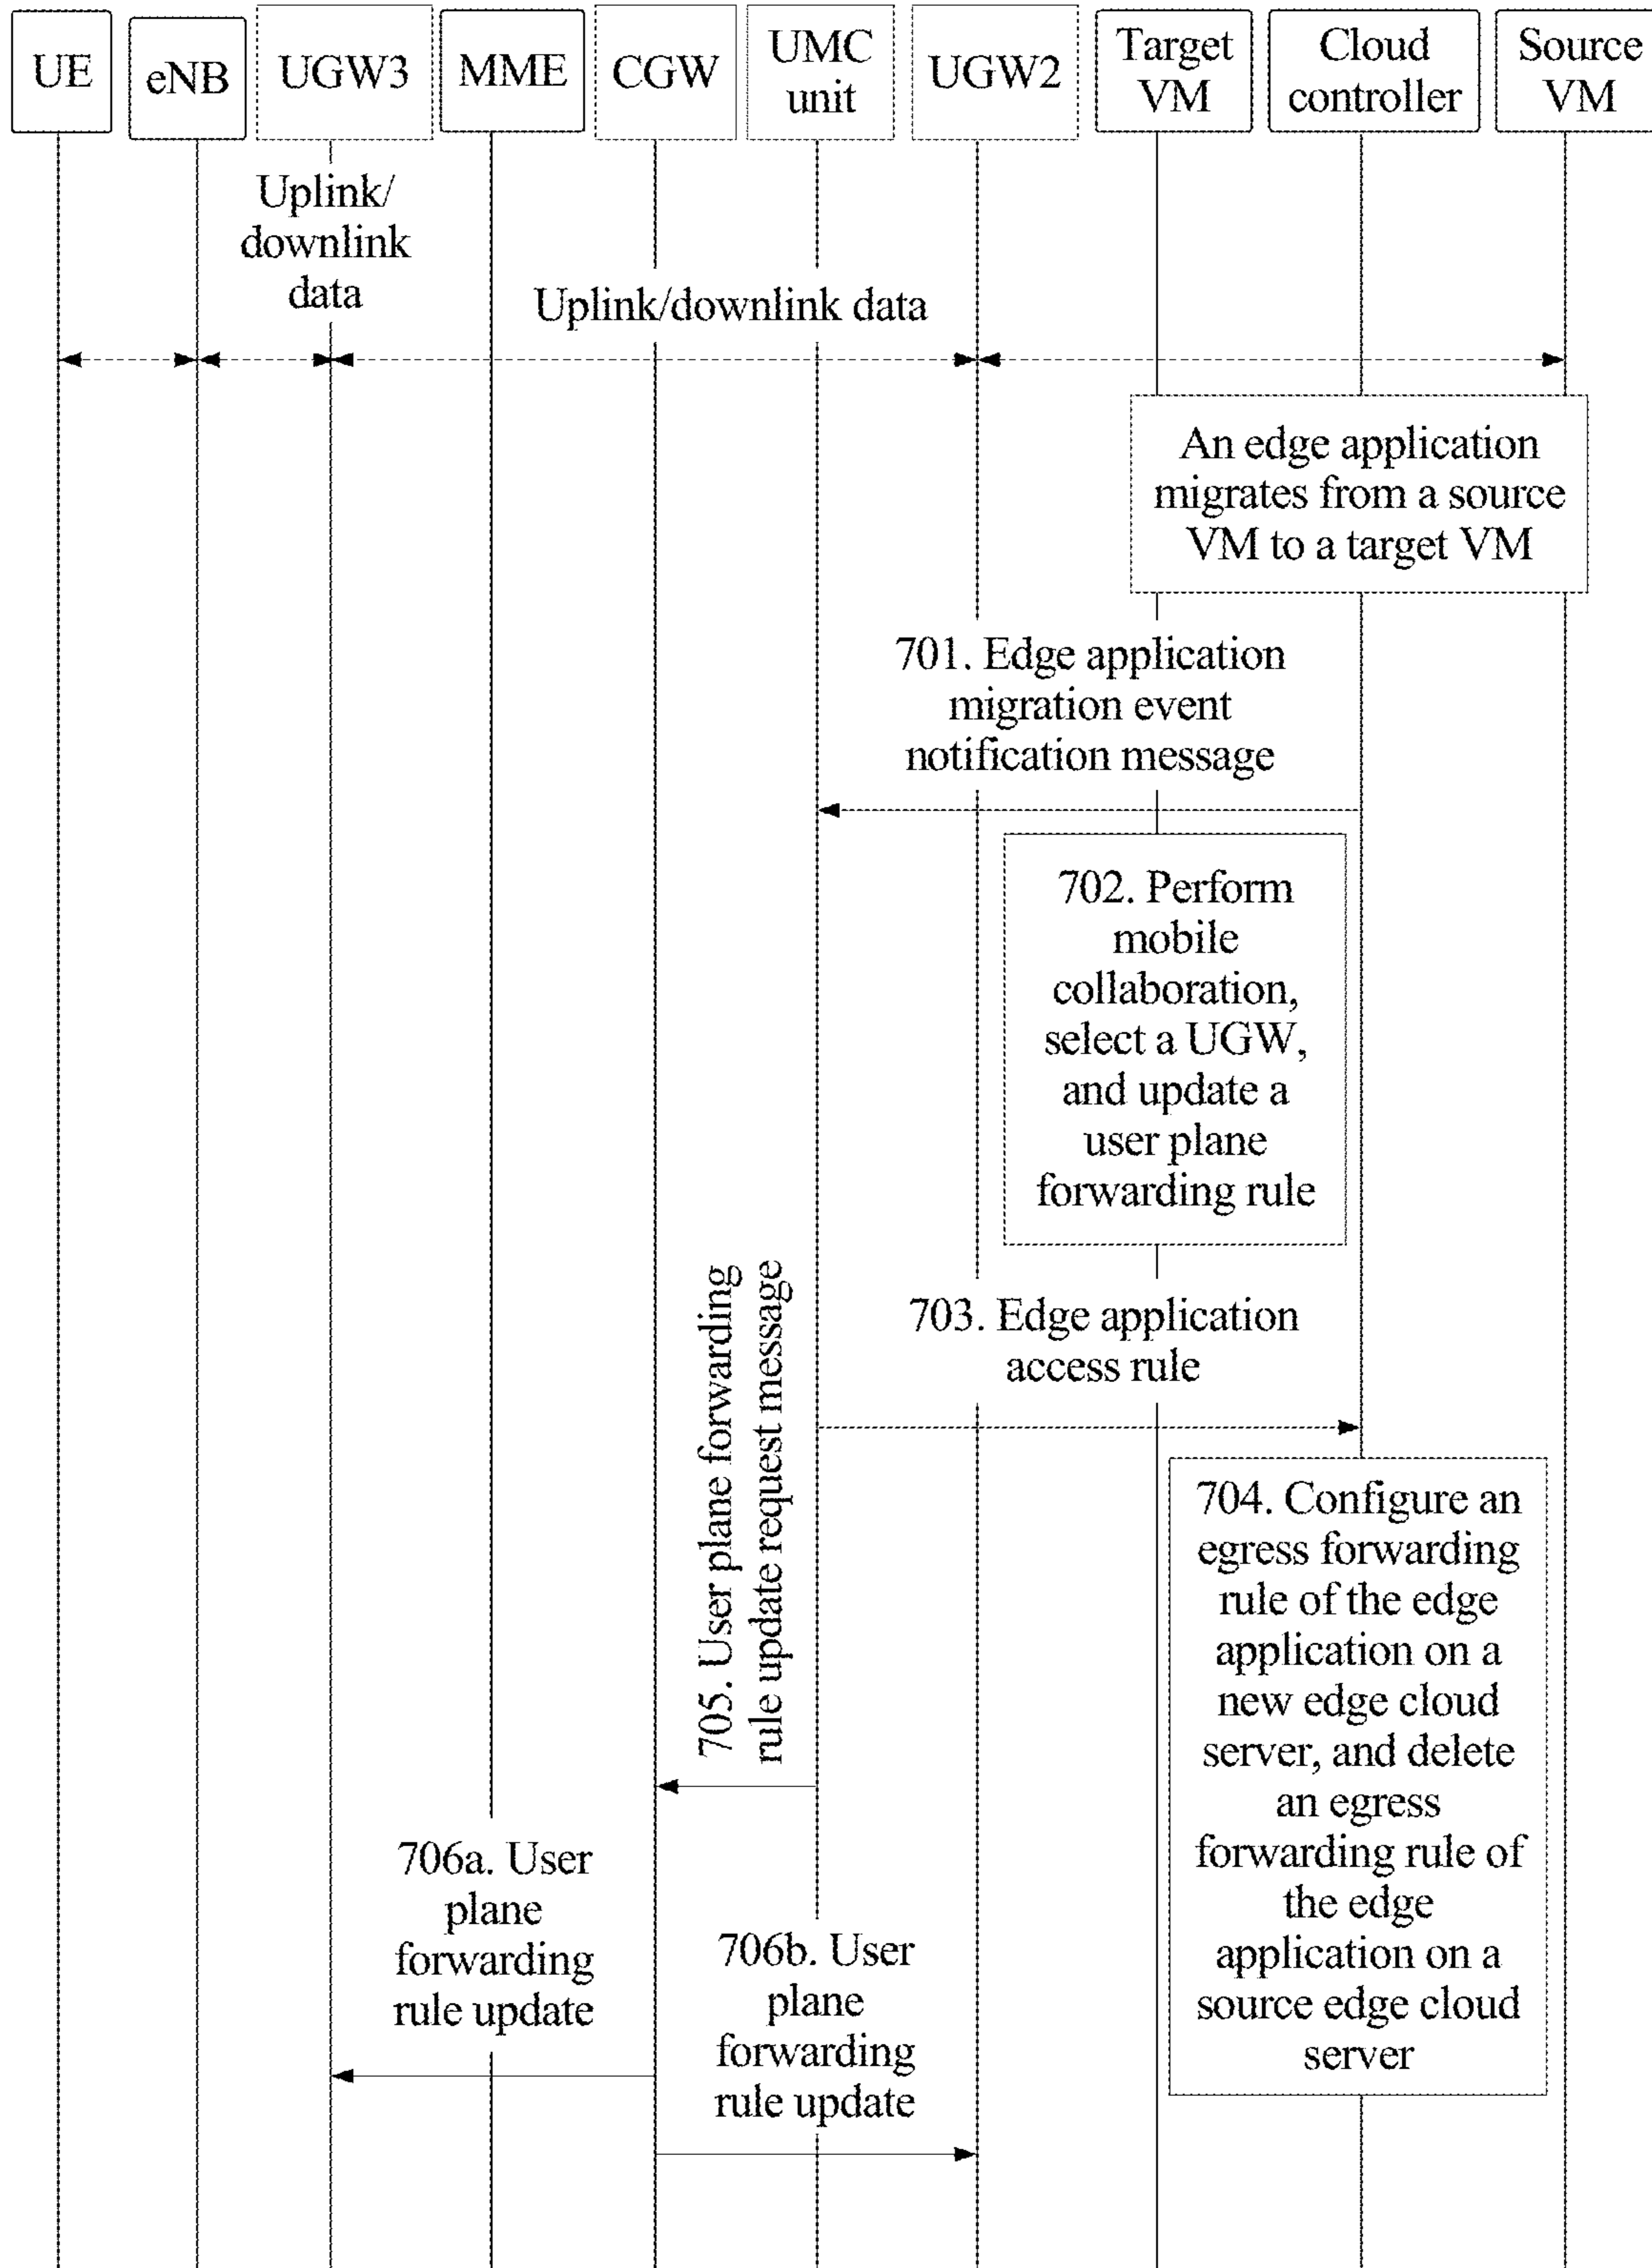 UE
eNB
UGW3
MME
CGW
UMC
unit
UGW2
Target
VM
Cloud
controller
Source
VM
Uplink/
downlink
data
Uplink/downlink data
An edge application
migrates from a source
VM to a target VM
701. Edge application
migration event
notification message
702. Perform
mobile
collaboration,
select a UGW,
and update a
user plane
forwarding rule
703. Edge application
access rule
704. Configure an
egress forwarding
rule of the edge
application on a
new edge cloud
server, and delete
an egress
forwarding rule of
the edge
application on a
source edge cloud
server
705. User plane forwarding
rule update request message
706a. User
plane
forwarding
rule update
706b. User
plane
forwarding
rule update